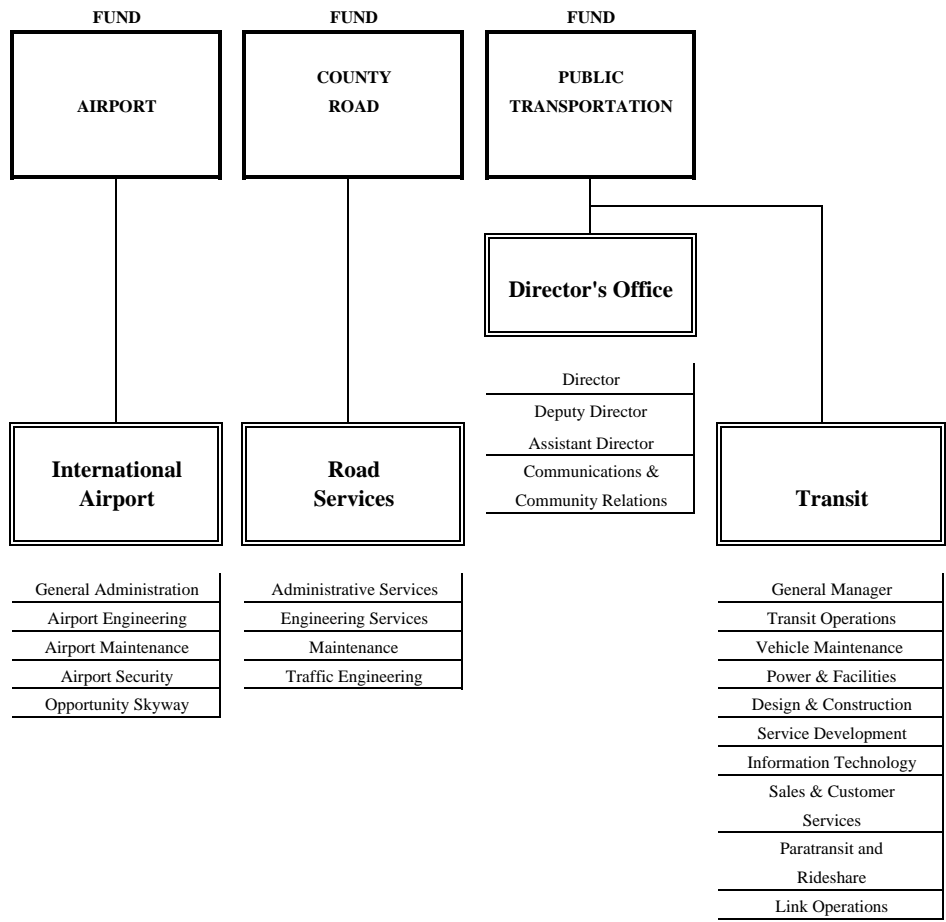 FUND
FUND
FUND
AIRPORT
COUNTY
ROAD
PUBLIC
TRANSPORTATION
Director's Office
Director
Deputy Director
Assistant Director
Communications &
Community Relations
International
Airport
Road
Services
Transit
General Administration
Airport Engineering
Airport Maintenance
Airport Security
Opportunity Skyway
Administrative Services
Engineering Services
Maintenance
Traffic Engineering
General Manager
Transit Operations
Vehicle Maintenance
Power & Facilities
Design & Construction
Service Development
Information Technology
Sales & Customer
Services
Paratransit and
Rideshare
Link Operations